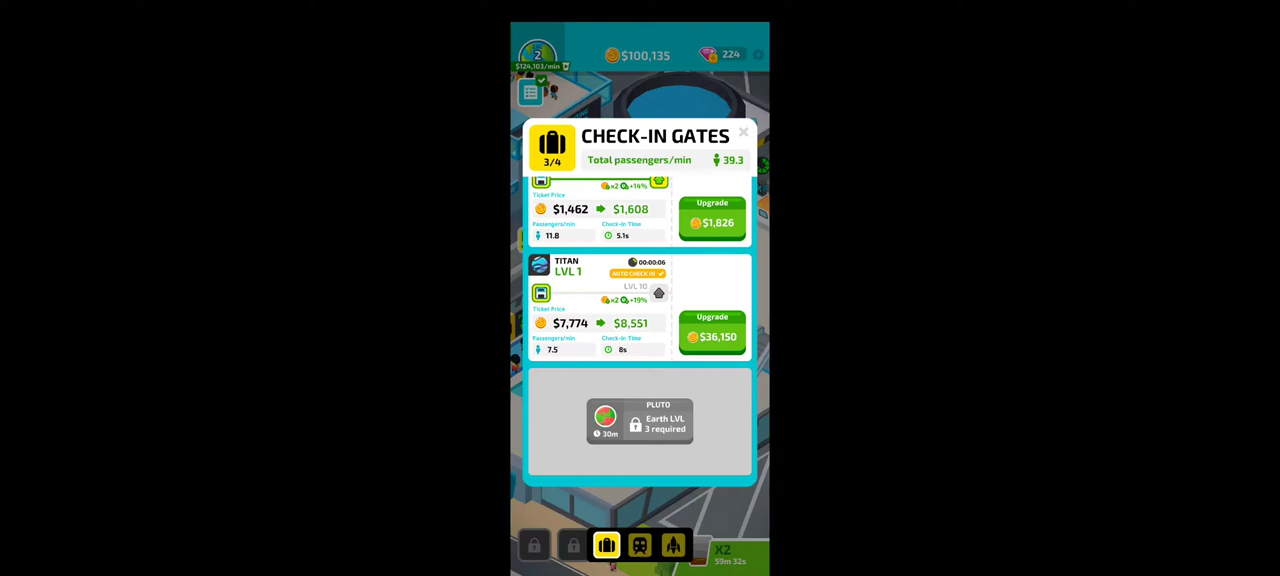 2
$100,135
224
$124,103/min
CHECK-IN GATES
3/4
Total passengers/min
39.3
x2 +14%
Ticket Price
$1,462
$1,608
Upgrade
$1,826
Passengers/min
Check-In Time
11.8
5.1s
TITAN
00:00:06
LVL 1
AUTO CHECK IN
LVL 10
x2 +19%
Ticket Price
$7,774
$8,551
Upgrade
$36,150
Passengers/min
Check-In Time
7.5
8s
PLUTO
Earth LVL
3 required
30m
X2
59m 32s